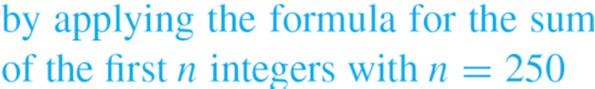 by applying the formula for the sum
of the first n integers with n = 250